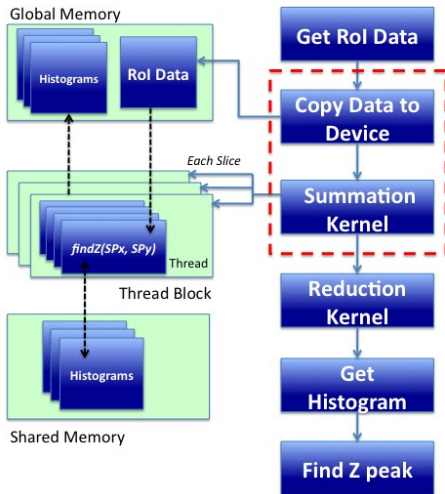 Global Memory
Histograms
RoI Data
Each Slice
findZ(SPx, SPy)
Thread
Thread Block
Histograms
Shared Memory
Get RoI Data
Copy Data to
Device
Summation
Kernel
Reduction
Kernel
Get
Histogram
Find Z peak